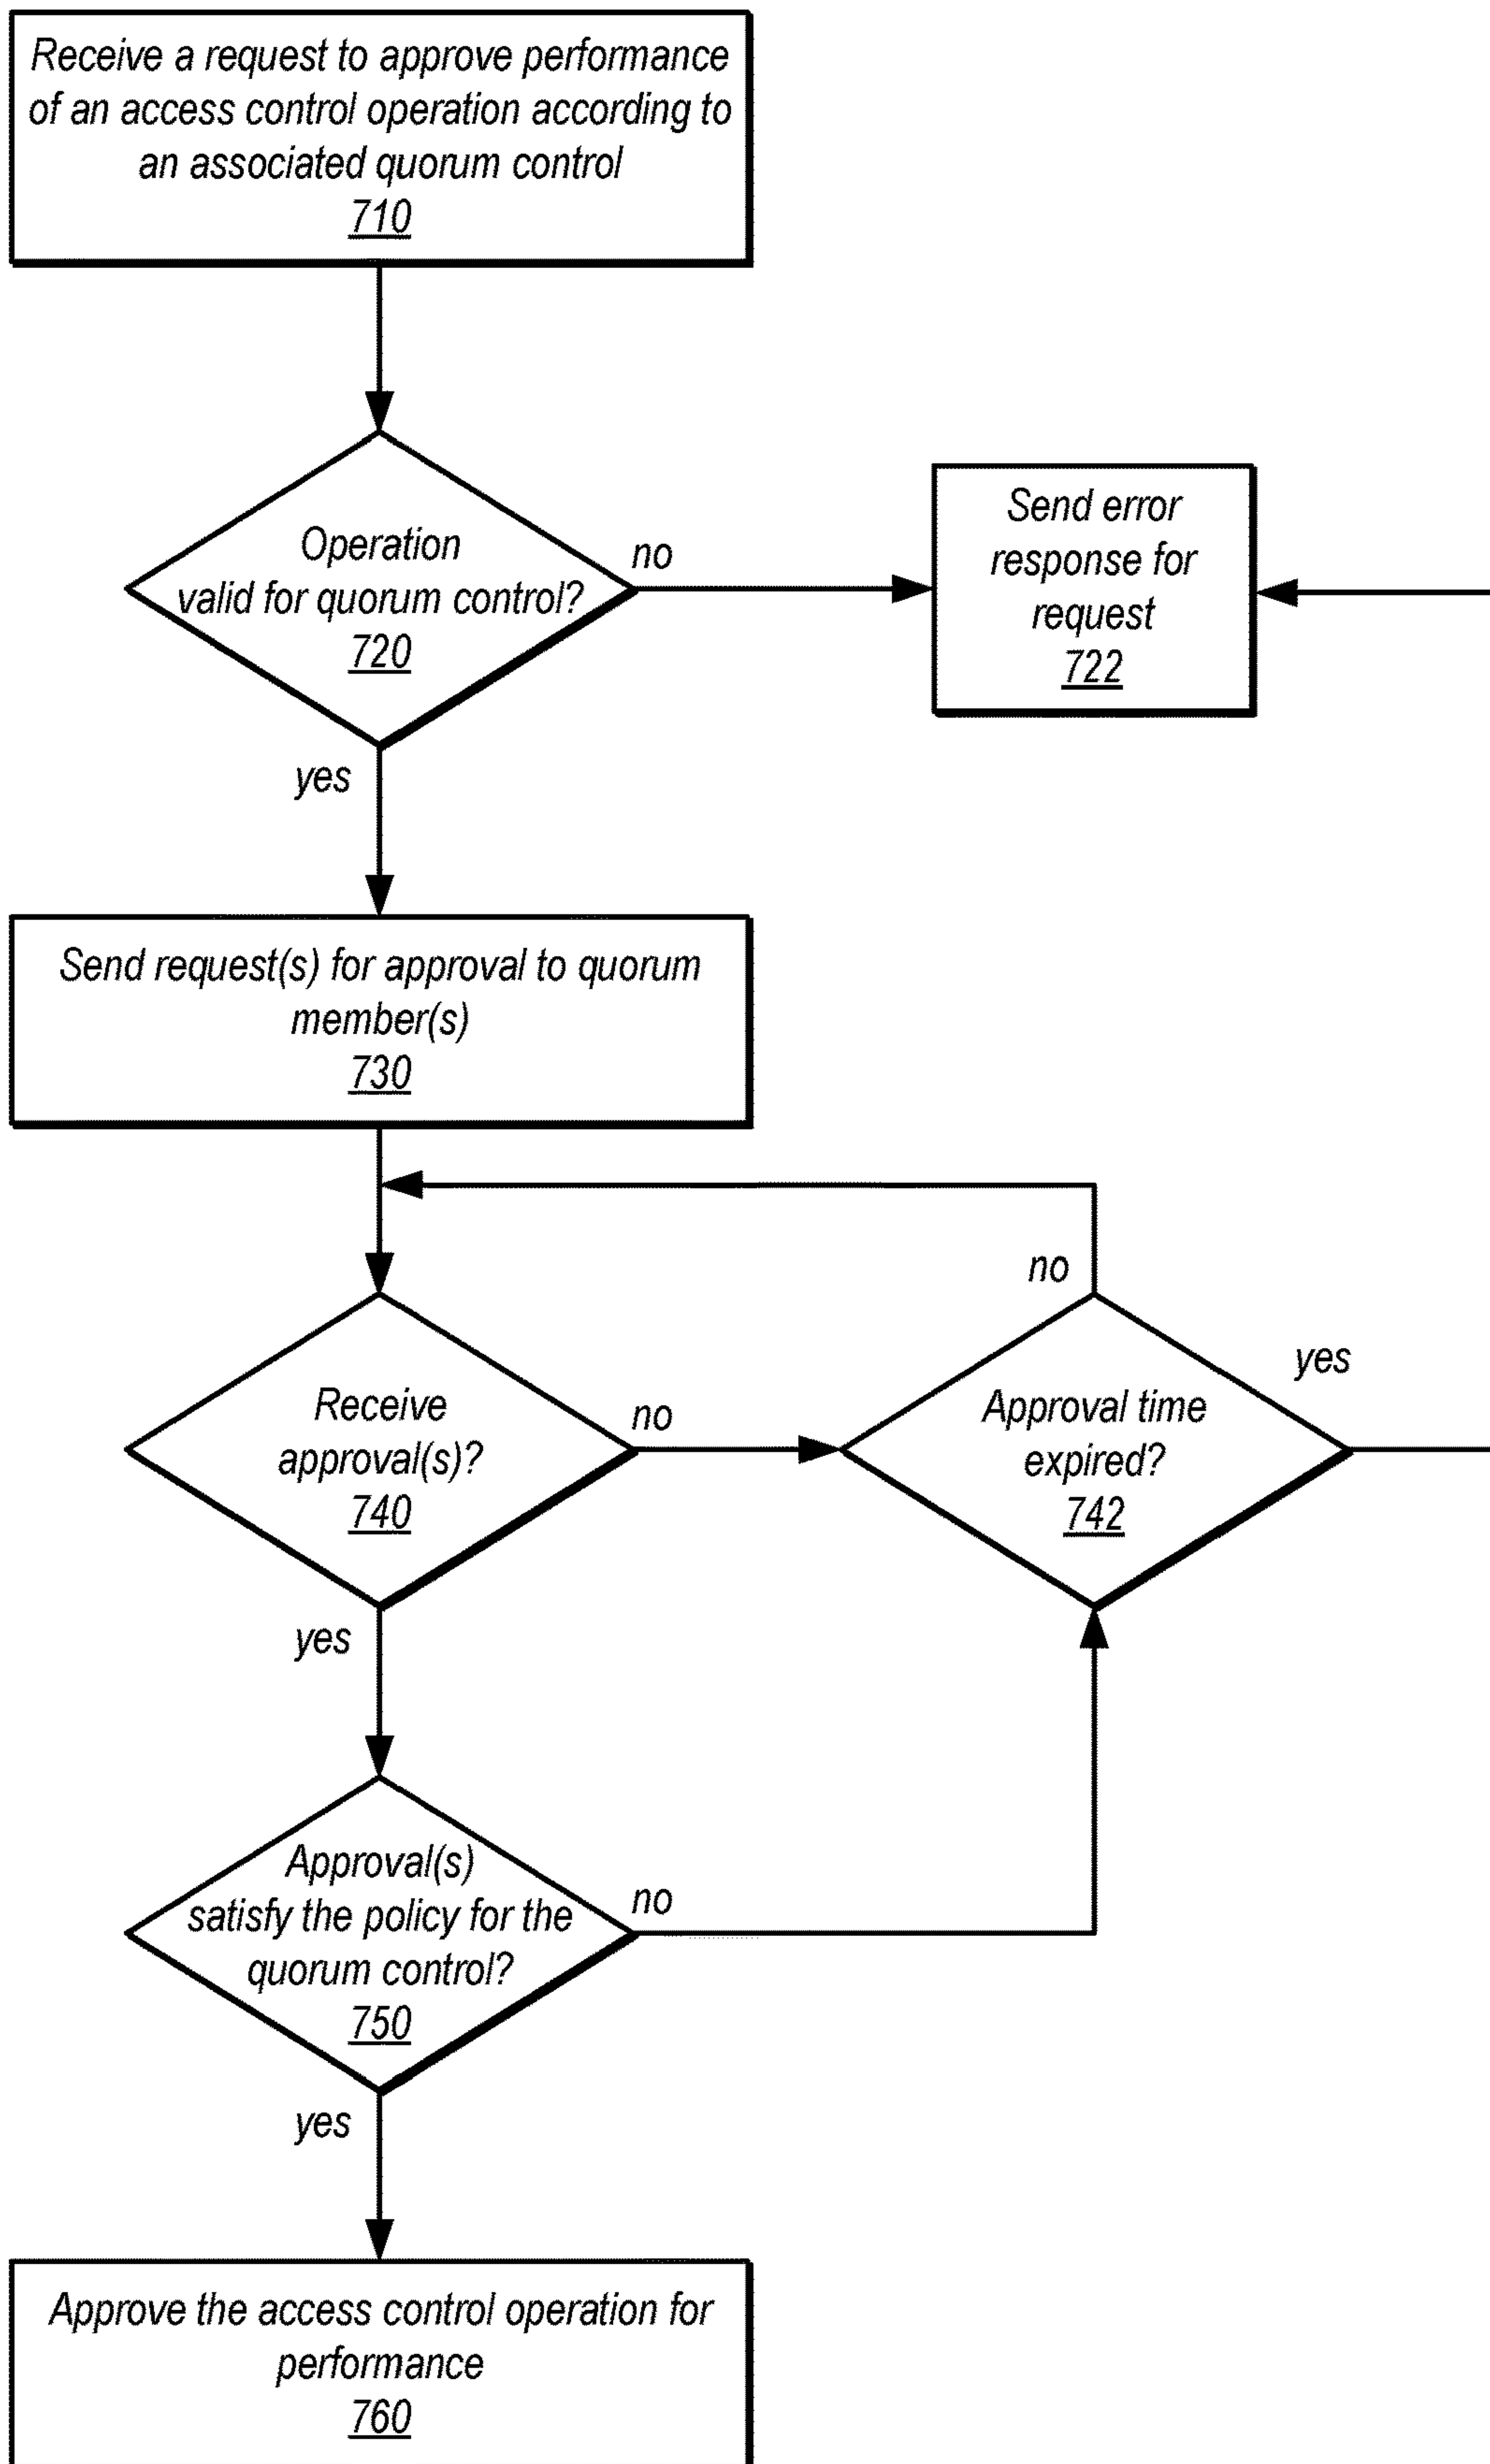 Receive a request to approve performance
of an access control operation according to
an associated quorum control
710
Operation
valid for quorum control?
720
no
yes
Send error
response for
request
722
Send request(s) for approval to quorum
member(s)
730
Receive
approval(s)?
740
no
yes
Approval time
expired?
742
no
yes
Approval(s)
satisfy the policy for the
quorum control?
750
no
yes
Approve the access control operation for
performance
760